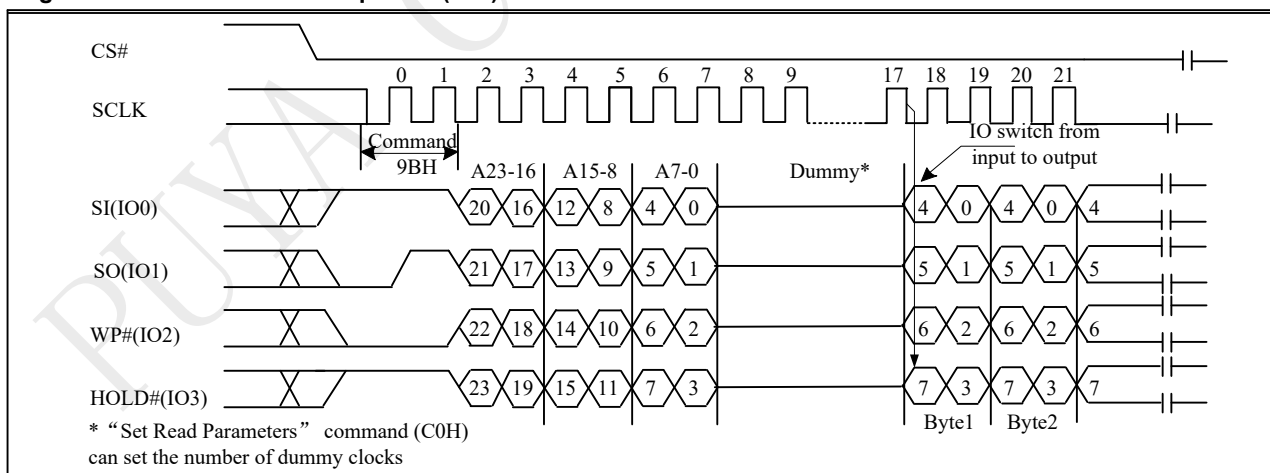 CS#
0 1 2 3 4 5 6 7 8 9 17 18 19 20 21
SCLK
Command
9BH
IO switch from
input to output
A23-16 A15-8 A7-0 Dummy*
SI(IO0) 20 16 12 8 4 0 4 0 4 0 4
SO(IO1) 21 17 13 9 5 1 5 1 5 1 5
WP#(IO2) 22 18 14 10 6 2 6 2 6 2 6
HOLD#(IO3) 23 19 15 11 7 3 7 3 7 3 7
Byte1 Byte2
* “Set Read Parameters” command (C0H)
can set the number of dummy clocks
PUYA